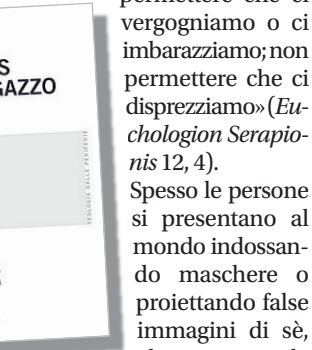 S
GAZZO
TEOLOGIA DALLE PERIFERIE
permettere che ci
vergogniamo o ci
imbarazziamo; non
permettere che ci
disprezziamo» (Eu-
chologion Serapio-
nis 12, 4).
Spesso le persone
si presentano al
mondo indossan-
do maschere o
proiettando false
immagini di sè,